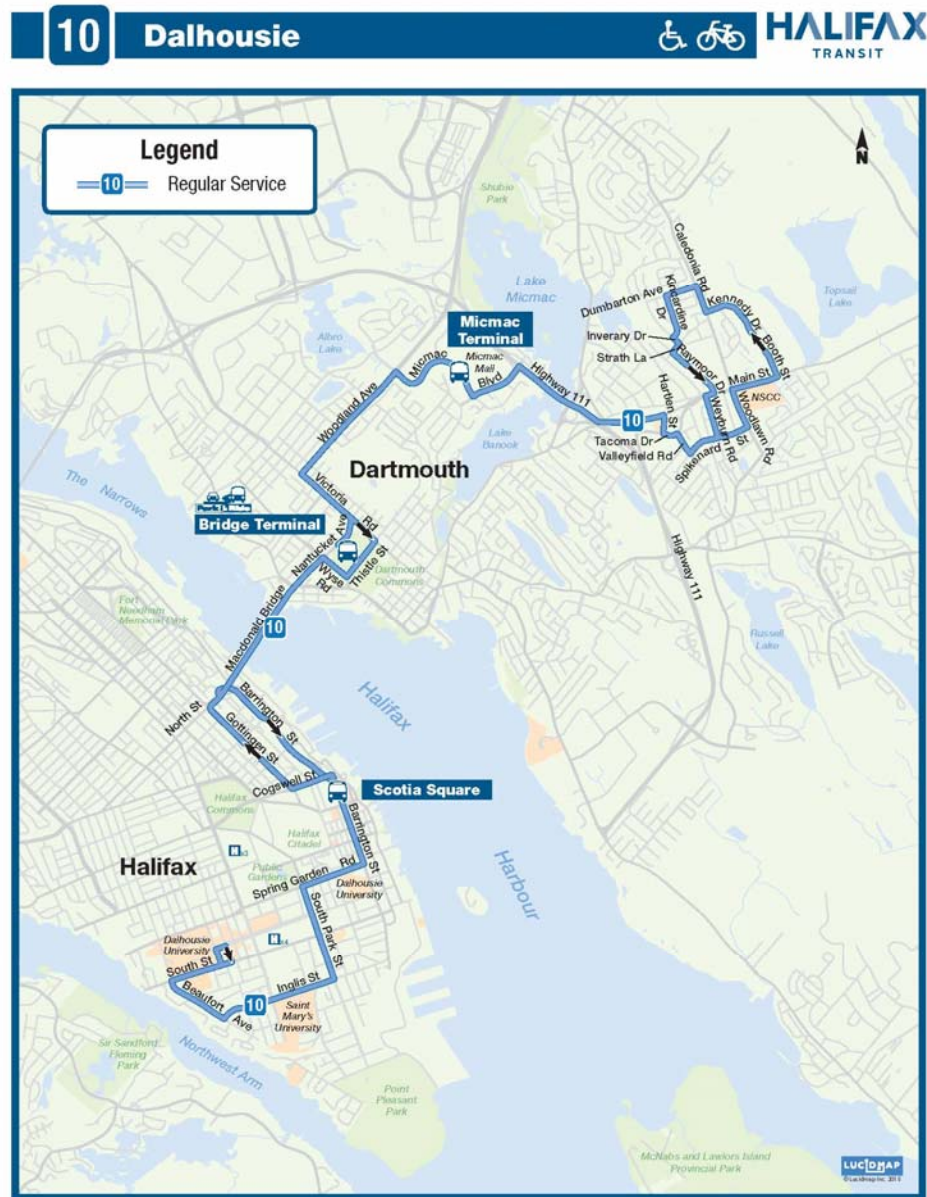 10 Dalhousie
HALIFAX
TRANSIT
Legend
10 Regular Service
N
Shubie
Park
Lake
Micmac
Topsail
Lake
Albro
Lake
Caledonia Rd
Dumbarton Ave
Kincardine
Dr
Kennedy Dr
Booth St
Inverary Dr
Strath La
Raymoor Dr
Main St
NSCC
Micmac
Terminal
Micmac
Mall
Micmac
Blvd
Highway 111
Hartlen St
Weyburn Rd
Woodlawn Rd
10
Tacoma Dr
Valleyfield Rd
Spikenard St
Woodland Ave
Lake
Banook
Dartmouth
Victoria
Rd
The Narrows
Bridge Terminal
Nantucket Ave
Wyse
Rd
Thistle St
Dartmouth
Commons
Highway 111
Fort
Needham
Memorial Park
Macdonald Bridge
10
Russell
Lake
North St
Barrington
St
Gottingen St
Cogswell St
Halifax
Harbour
Scotia Square
Halifax
Commons
Halifax
Citadel
Barrington St
Halifax
Public
Gardens
Spring Garden Rd
Dalhousie
University
South Park St
Dalhousie
University
South St
Beaufort
Ave
10
Inglis St
Saint
Mary's
University
Sir Sandford
Fleming
Park
Northwest Arm
Point
Pleasant
Park
McNabs and Lawlors Island
Provincial Park
LUCIDMAP